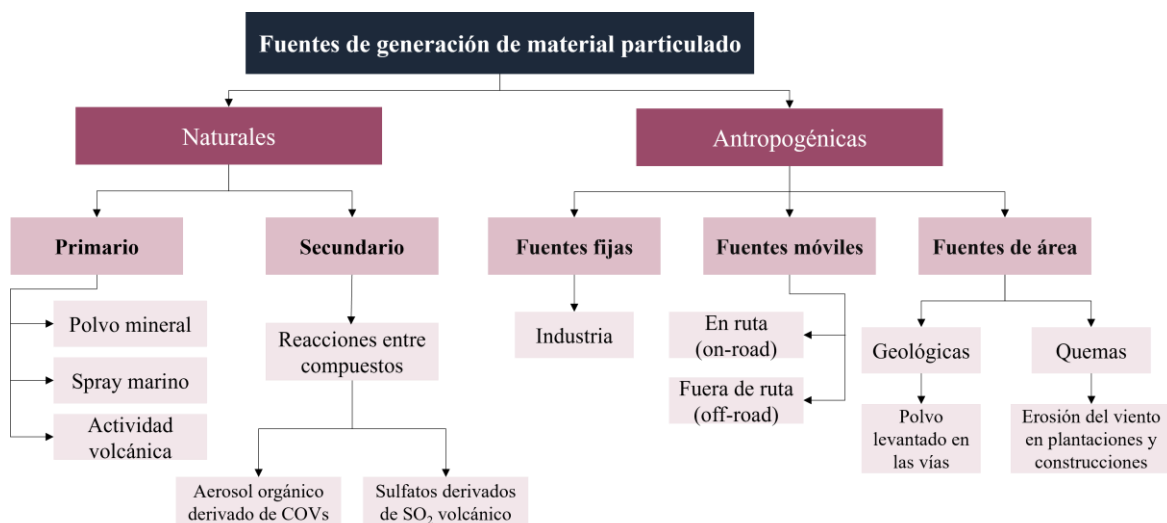 Fuentes de generación de material particulado
Naturales
Antropogénicas
Primario
Secundario
Fuentes fijas
Fuentes móviles
Fuentes de área
Polvo mineral
Spray marino
Actividad
volcánica
Reacciones entre
compuestos
Aerosol orgánico
derivado de COVs
Sulfatos derivados
de SO₂ volcánico
Industria
En ruta
(on-road)
Fuera de ruta
(off-road)
Geológicas
Quemas
Polvo
levantado en
las vías
Erosión del viento
en plantaciones y
construcciones